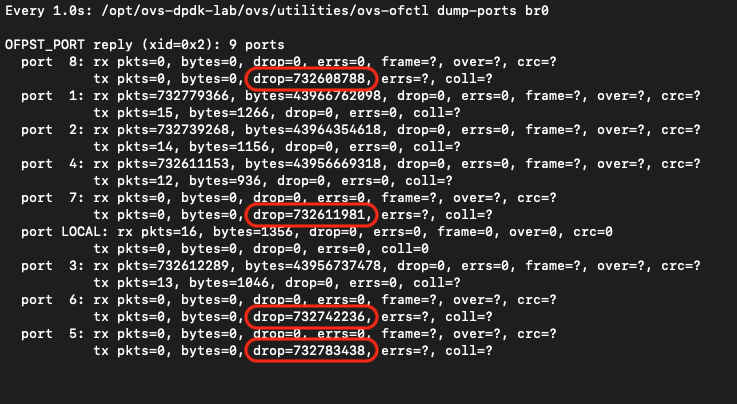 Every 1.0s: /opt/ovs-dpdk-lab/ovs/utilities/ovs-ofctl dump-ports br0
OFPST_PORT reply (xid=0x2): 9 ports
port 8: rx pkts=0, bytes=0, drop=0, errs=0, frame=?, over=?, crc=?
tx pkts=0, bytes=0, drop=732608788, errs=?, coll=?
port 1: rx pkts=732779366, bytes=43966762098, drop=0, errs=0, frame=?, over=?, crc=?
tx pkts=15, bytes=1266, drop=0, errs=0, coll=?
port 2: rx pkts=732739268, bytes=43964354618, drop=0, errs=0, frame=?, over=?, crc=?
tx pkts=14, bytes=1156, drop=0, errs=0, coll=?
port 4: rx pkts=732611153, bytes=43956669318, drop=0, errs=0, frame=?, over=?, crc=?
tx pkts=12, bytes=936, drop=0, errs=0, coll=?
port 7: rx pkts=0, bytes=0, drop=0, errs=0, frame=?, over=?, crc=?
tx pkts=0, bytes=0, drop=732611981, errs=?, coll=?
port LOCAL: rx pkts=16, bytes=1356, drop=0, errs=0, frame=0, over=0, crc=0
tx pkts=0, bytes=0, drop=0, errs=0, coll=0
port 3: rx pkts=732612289, bytes=43956737478, drop=0, errs=0, frame=?, over=?, crc=?
tx pkts=13, bytes=1046, drop=0, errs=0, coll=?
port 6: rx pkts=0, bytes=0, drop=0, errs=0, frame=?, over=?, crc=?
tx pkts=0, bytes=0, drop=732742236, errs=?, coll=?
port 5: rx pkts=0, bytes=0, drop=0, errs=0, frame=?, over=?, crc=?
tx pkts=0, bytes=0, drop=732783438, errs=?, coll=?